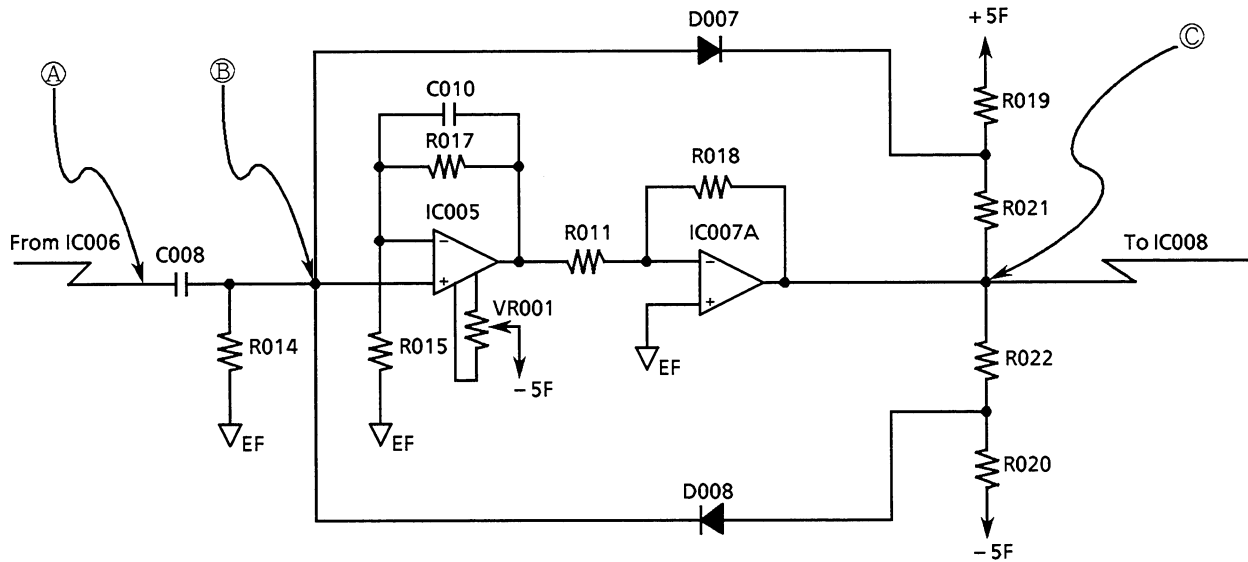 D007
+5F
Ⓒ
Ⓐ
Ⓑ
C010
R019
R017
R018
IC005
R021
R011
IC007A
From IC006
C008
To IC008
−
+
−
+
VR001
R014
R015
EF
R022
−5F
EF
EF
R020
D008
−5F